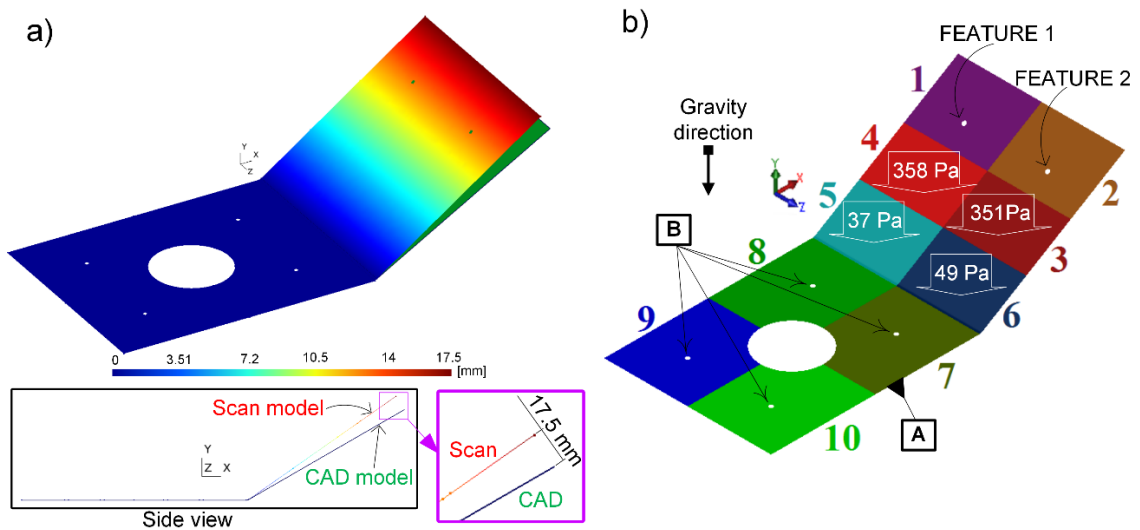 a)
Y
X
Z
0
3.51
7.2
10.5
14
17.5
[mm]
Scan model
Y
Z X
CAD model
Side view
17.5 mm
Scan
CAD
b)
FEATURE 1
FEATURE 2
Gravity
direction
Y
X
Z
1
4
358 Pa
2
5
37 Pa
351Pa
3
B
8
49 Pa
6
9
7
A
10